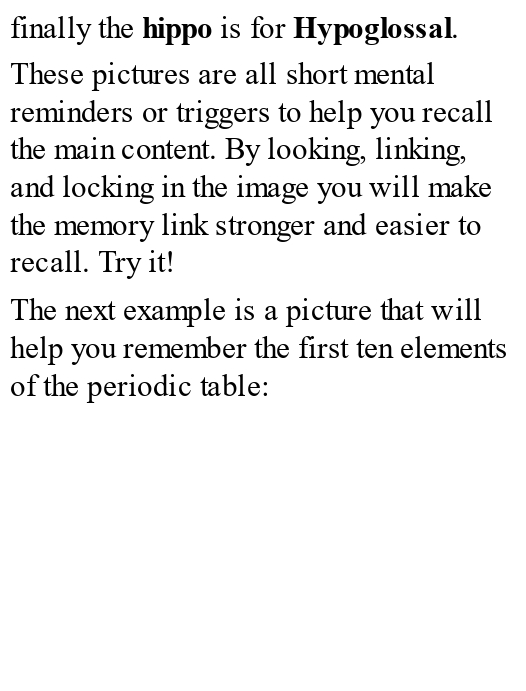 finally the hippo is for Hypoglossal.
These pictures are all short mental
reminders or triggers to help you recall
the main content. By looking, linking,
and locking in the image you will make
the memory link stronger and easier to
recall. Try it!
The next example is a picture that will
help you remember the first ten elements
of the periodic table: